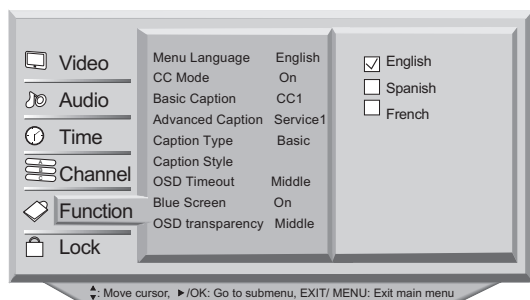 Video
Audio
Time
Channel
Function
Lock
Menu Language English
CC Mode On
Basic Caption CC1
Advanced Caption Service1
Caption Type Basic
Caption Style
OSD Timeout Middle
Blue Screen On
OSD transparency Middle
English
Spanish
French
: Move cursor, ▶/OK: Go to submenu, EXIT/ MENU: Exit main menu